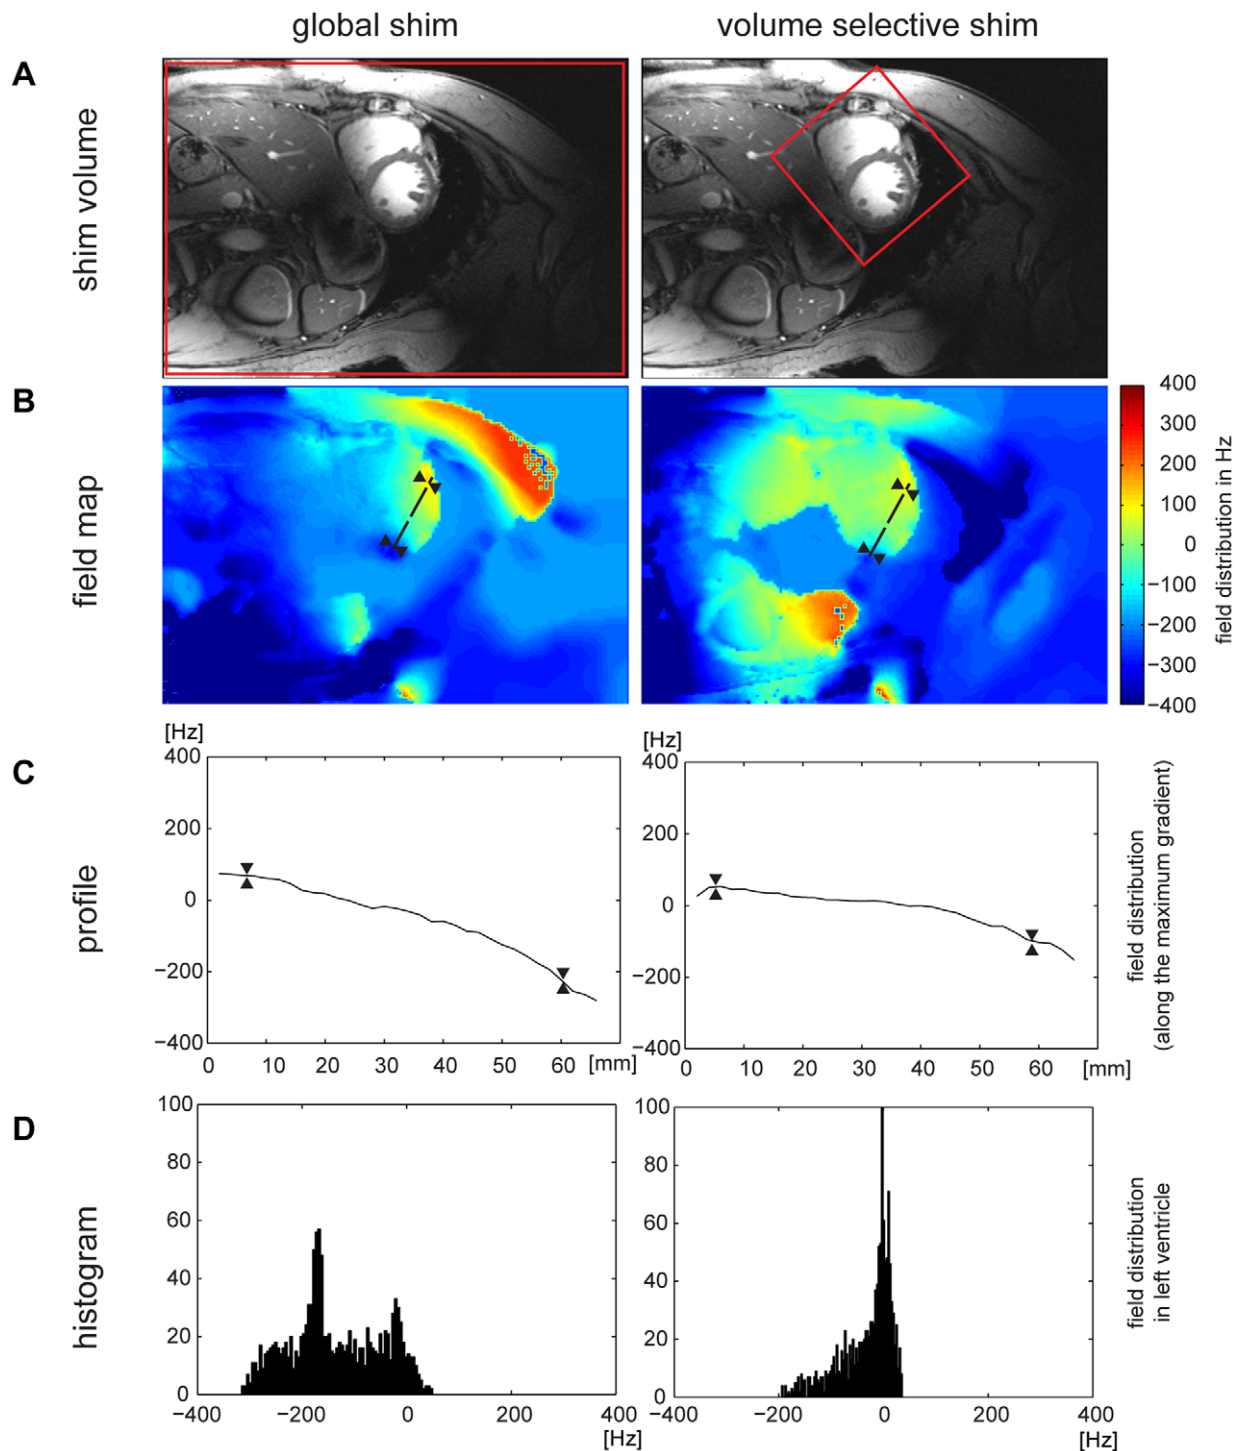 global shim
volume selective shim
A
shim volume
B
field map
400
300
200
100
0
−100
−200
−300
−400
field distribution in Hz
C
profile
[Hz]
400
200
0
−200
−400
0 10 20 30 40 50 60 [mm]
[Hz]
400
200
0
−200
−400
0 10 20 30 40 50 60 [mm]
field distribution
(along the maximum gradient)
D
histogram
100
80
60
40
20
0
−400 −200 0 200 400
[Hz]
100
80
60
40
20
0
−400 −200 0 200 400
[Hz]
field distribution
in left ventricle